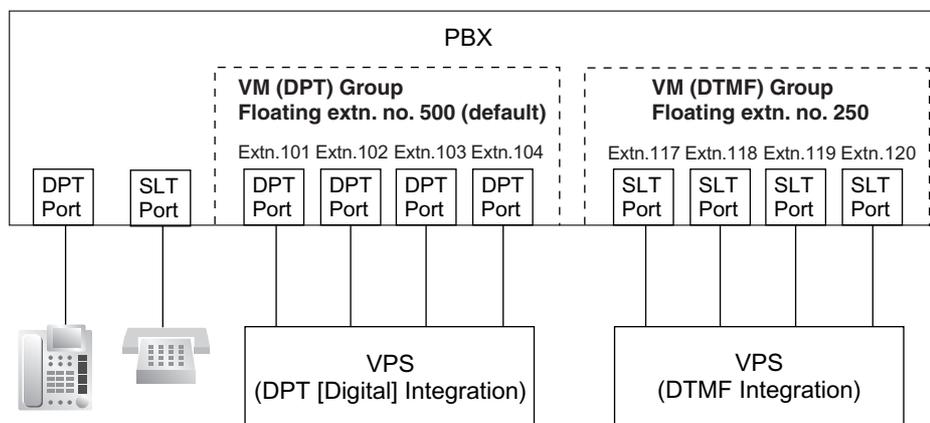 PBX
VM (DPT) Group
Floating extn. no. 500 (default)
VM (DTMF) Group
Floating extn. no. 250
Extn.101 Extn.102 Extn.103 Extn.104
Extn.117 Extn.118 Extn.119 Extn.120
DPT
Port
SLT
Port
DPT
Port
DPT
Port
DPT
Port
DPT
Port
SLT
Port
SLT
Port
SLT
Port
SLT
Port
VPS
(DPT [Digital] Integration)
VPS
(DTMF Integration)